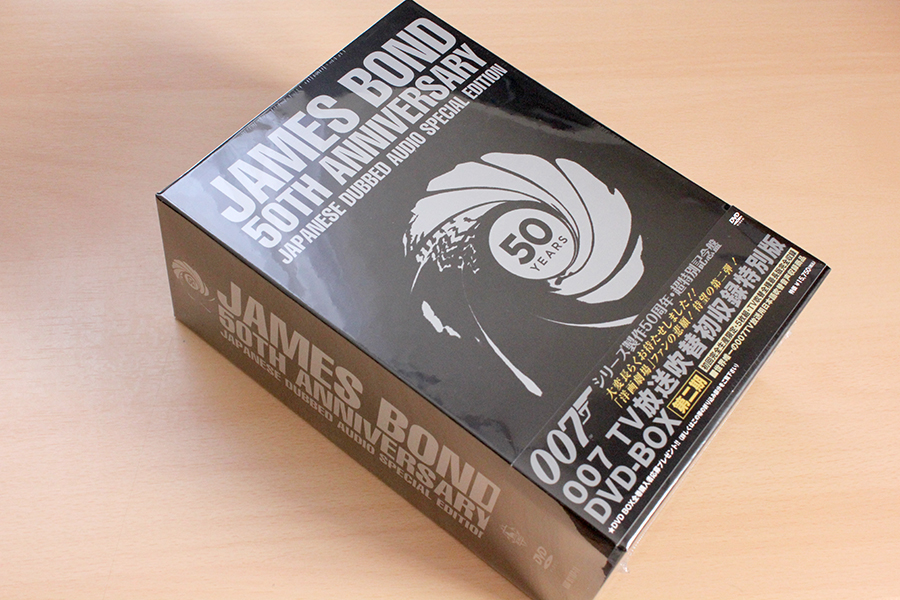 JAMES BOND
50TH ANNIVERSARY
JAPANESE DUBBED AUDIO SPECIAL EDITION
50
YEARS
DVD
シリーズ製作50周年・超特別記念盤
大変長らくお待たせしました!!
「洋画劇場」ファンの悲願!待望の第二弾!
007
007 TV放送吹替初収録特別版
DVD-BOX 第二期
JAMES BOND
50TH ANNIVERSARY
JAPANESE DUBBED AUDIO SPECIAL EDITION
DVD